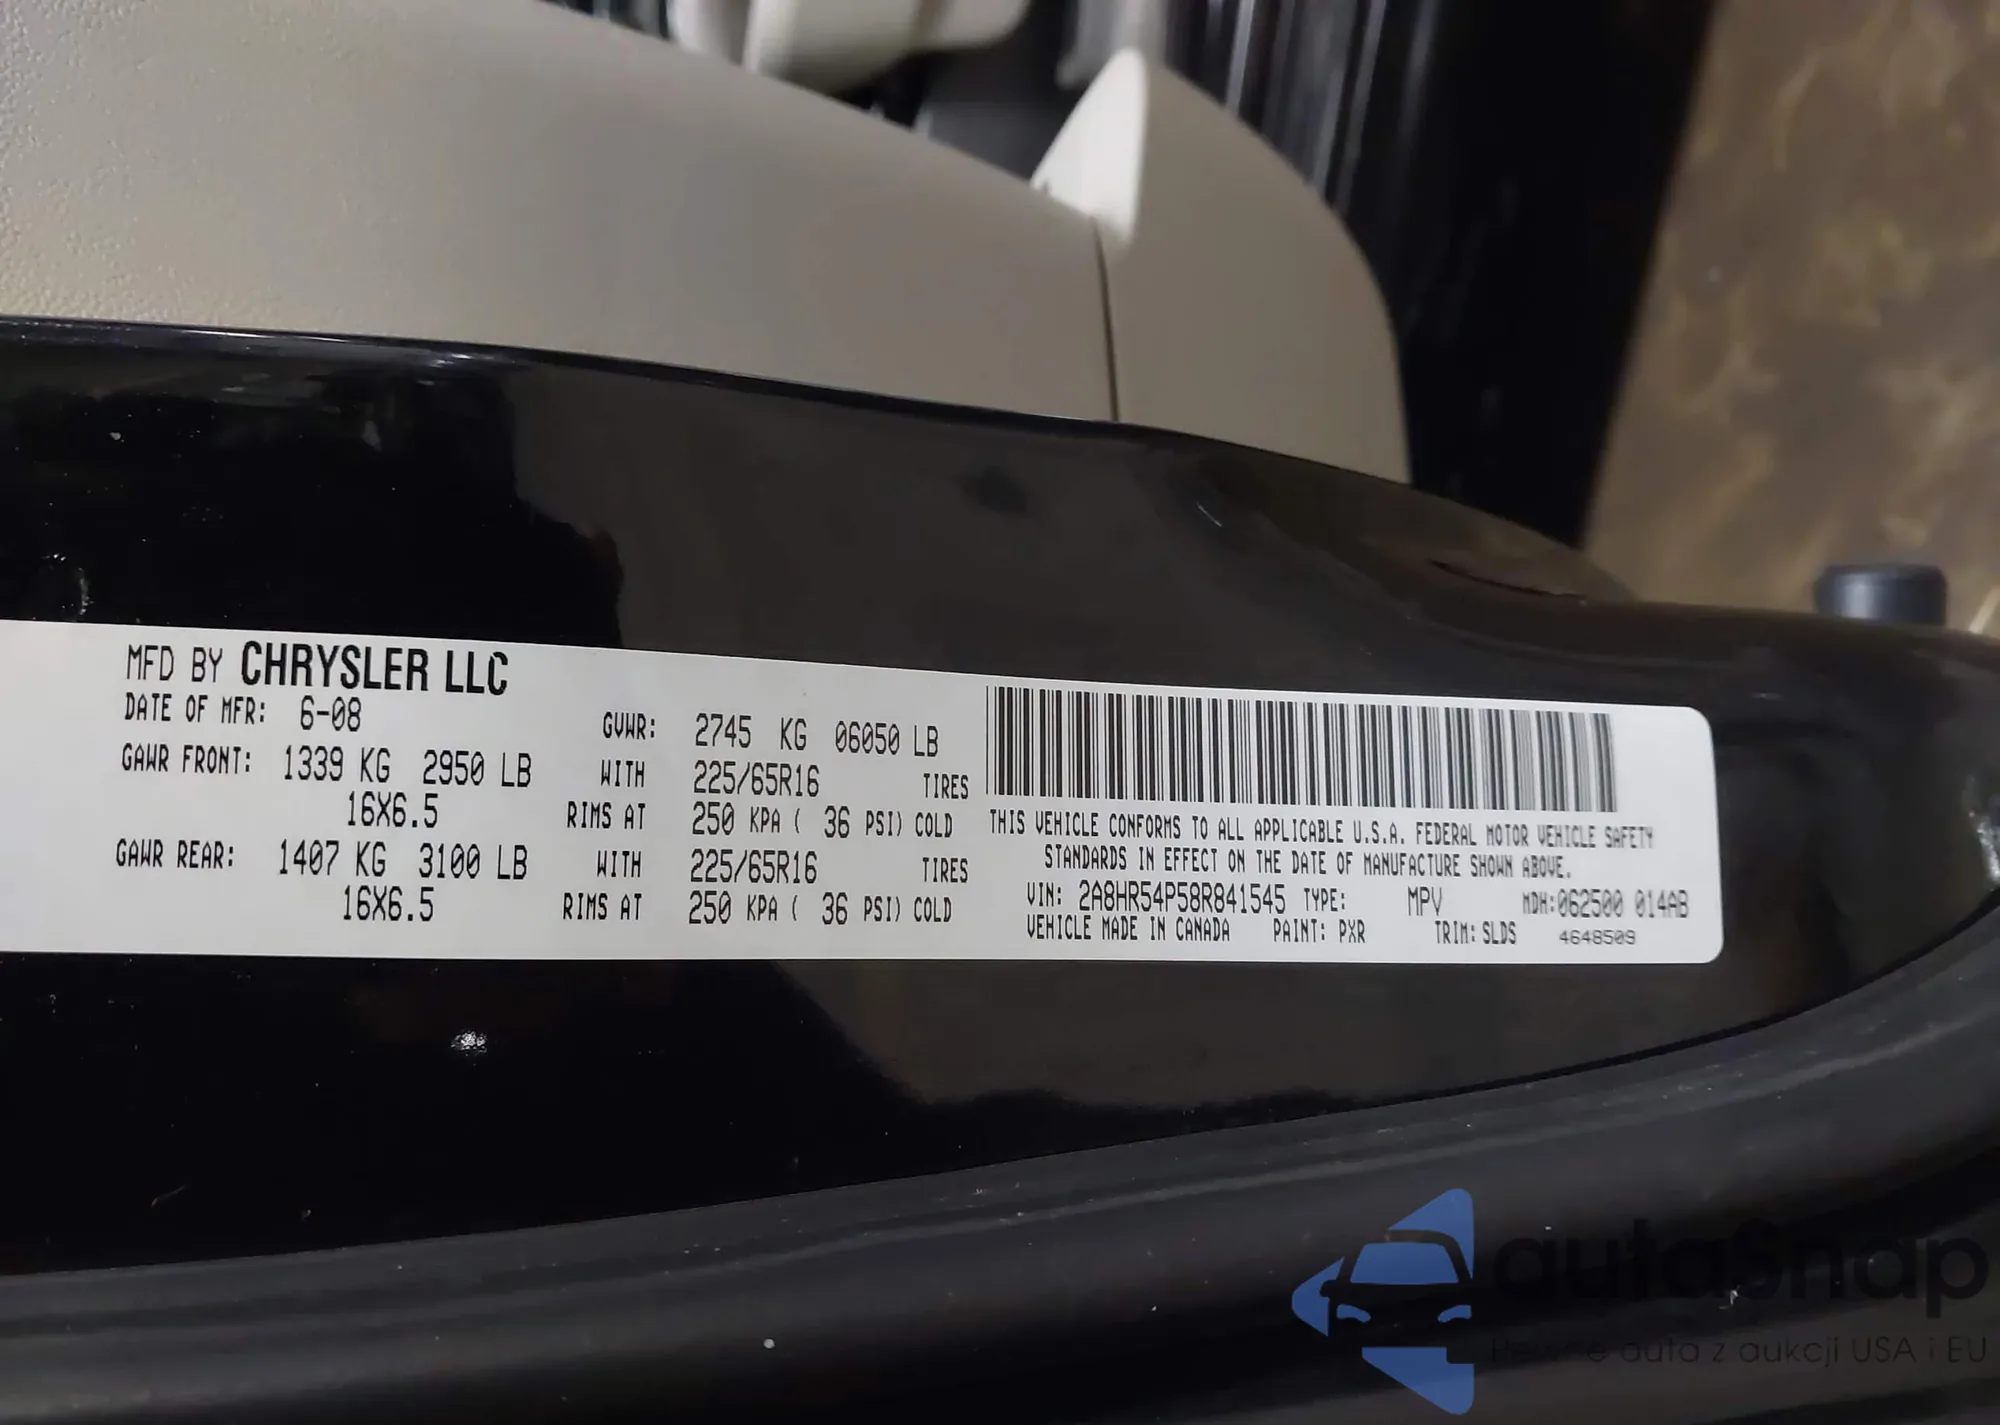 MFD BY CHRYSLER LLC
DATE OF MFR: 6-08 GVWR: 2745 KG 06050 LB
GAWR FRONT: 1339 KG 2950 LB WITH 225/65R16 TIRES
16X6.5 RIMS AT 250 KPA ( 36 PSI) COLD
GAWR REAR: 1407 KG 3100 LB WITH 225/65R16 TIRES
16X6.5 RIMS AT 250 KPA ( 36 PSI) COLD
THIS VEHICLE CONFORMS TO ALL APPLICABLE U.S.A. FEDERAL MOTOR VEHICLE SAFETY
STANDARDS IN EFFECT ON THE DATE OF MANUFACTURE SHOWN ABOVE.
VIN: 2A8HR54P58R841545 TYPE: MPV MDH:062500 014AB
VEHICLE MADE IN CANADA PAINT: PXR TRIM: SLDS 4648509
autoSnap
auta z aukcji USA i EU